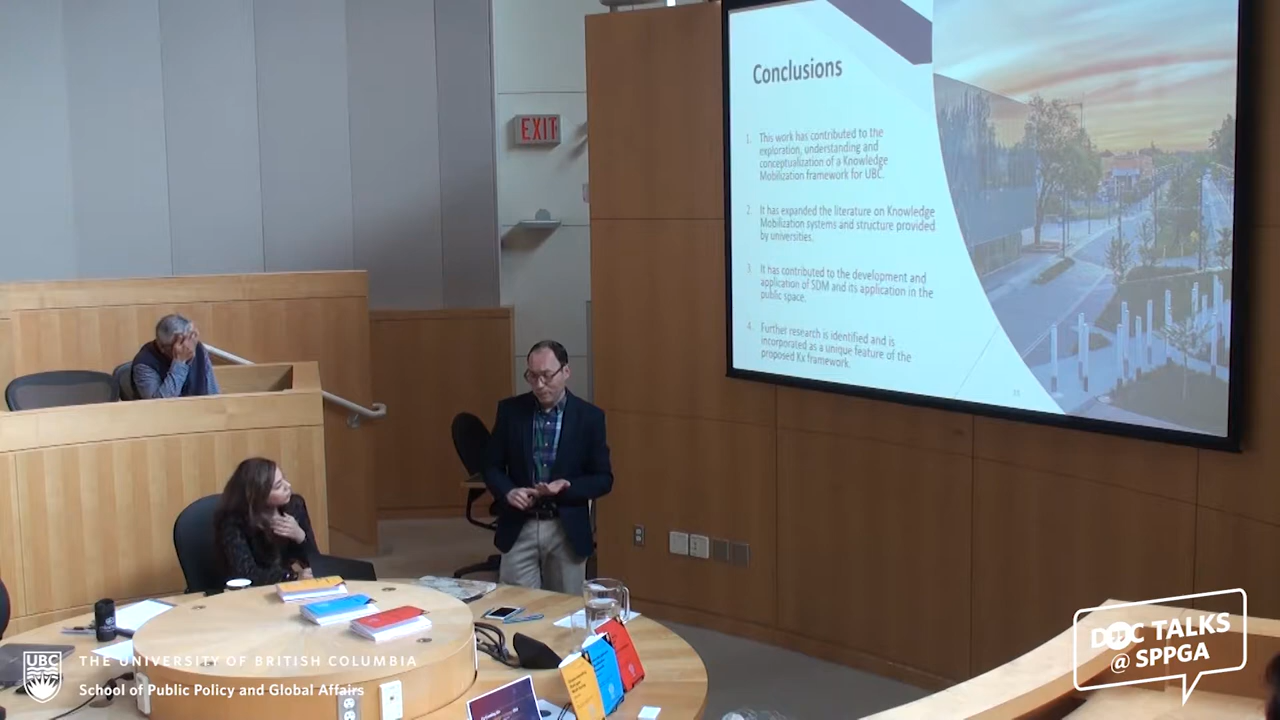 Conclusions
1. This work has contributed to the
exploration, understanding and
conceptualization of a Knowledge
Mobilization framework for UBC.
2. It has expanded the literature on Knowledge
Mobilization systems and structure provided
by universities.
3. It has contributed to the development and
application of SDM and its application in the
public space.
4. Further research is identified and is
incorporated as a unique feature of the
proposed Kx framework.
EXIT
UBC
THE UNIVERSITY OF BRITISH COLUMBIA
School of Public Policy and Global Affairs
DOC TALKS
@ SPPGA